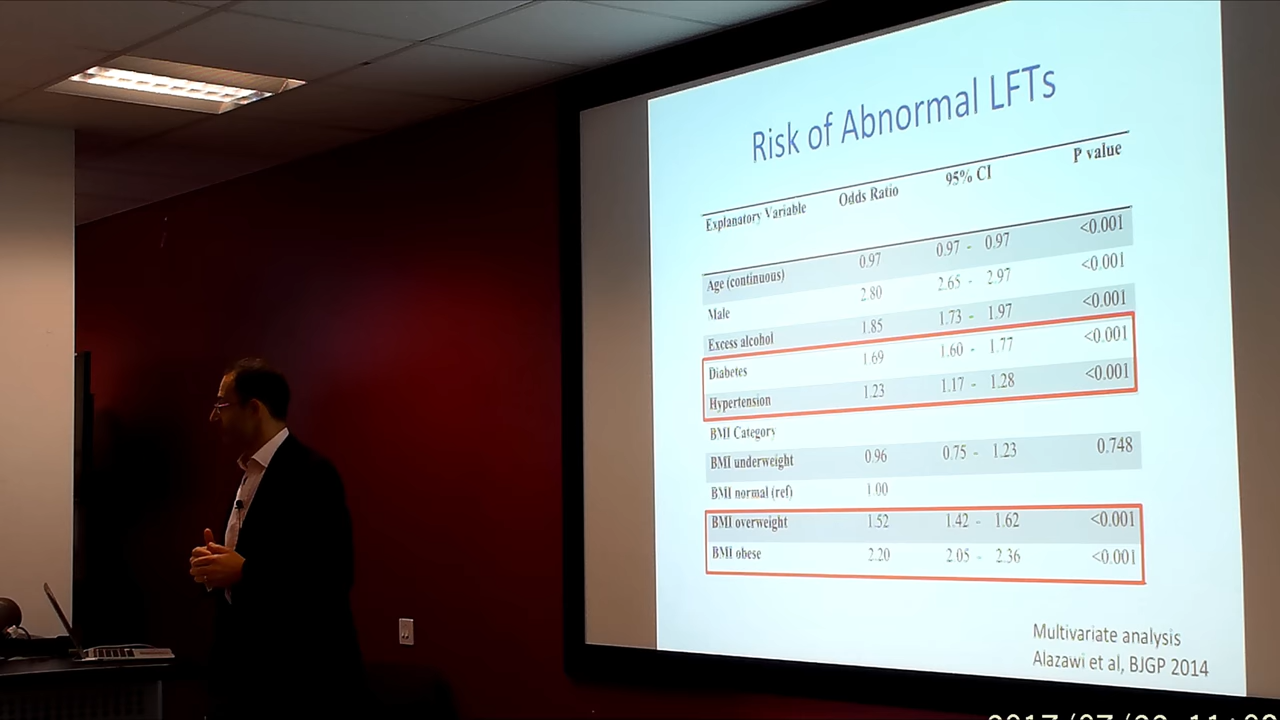 Risk of Abnormal LFTs
Explanatory Variable Odds Ratio 95% CI P value
Age (continuous) 0.97 0.97 - 0.97 <0.001
Male 2.80 2.65 - 2.97 <0.001
Excess alcohol 1.85 1.73 - 1.97 <0.001
Diabetes 1.69 1.60 - 1.77 <0.001
Hypertension 1.23 1.17 - 1.28 <0.001
BMI Category
BMI underweight 0.96 0.75 - 1.23 0.748
BMI normal (ref) 1.00
BMI overweight 1.52 1.42 - 1.62 <0.001
BMI obese 2.20 2.05 - 2.36 <0.001
Multivariate analysis
Alazawi et al, BJGP 2014